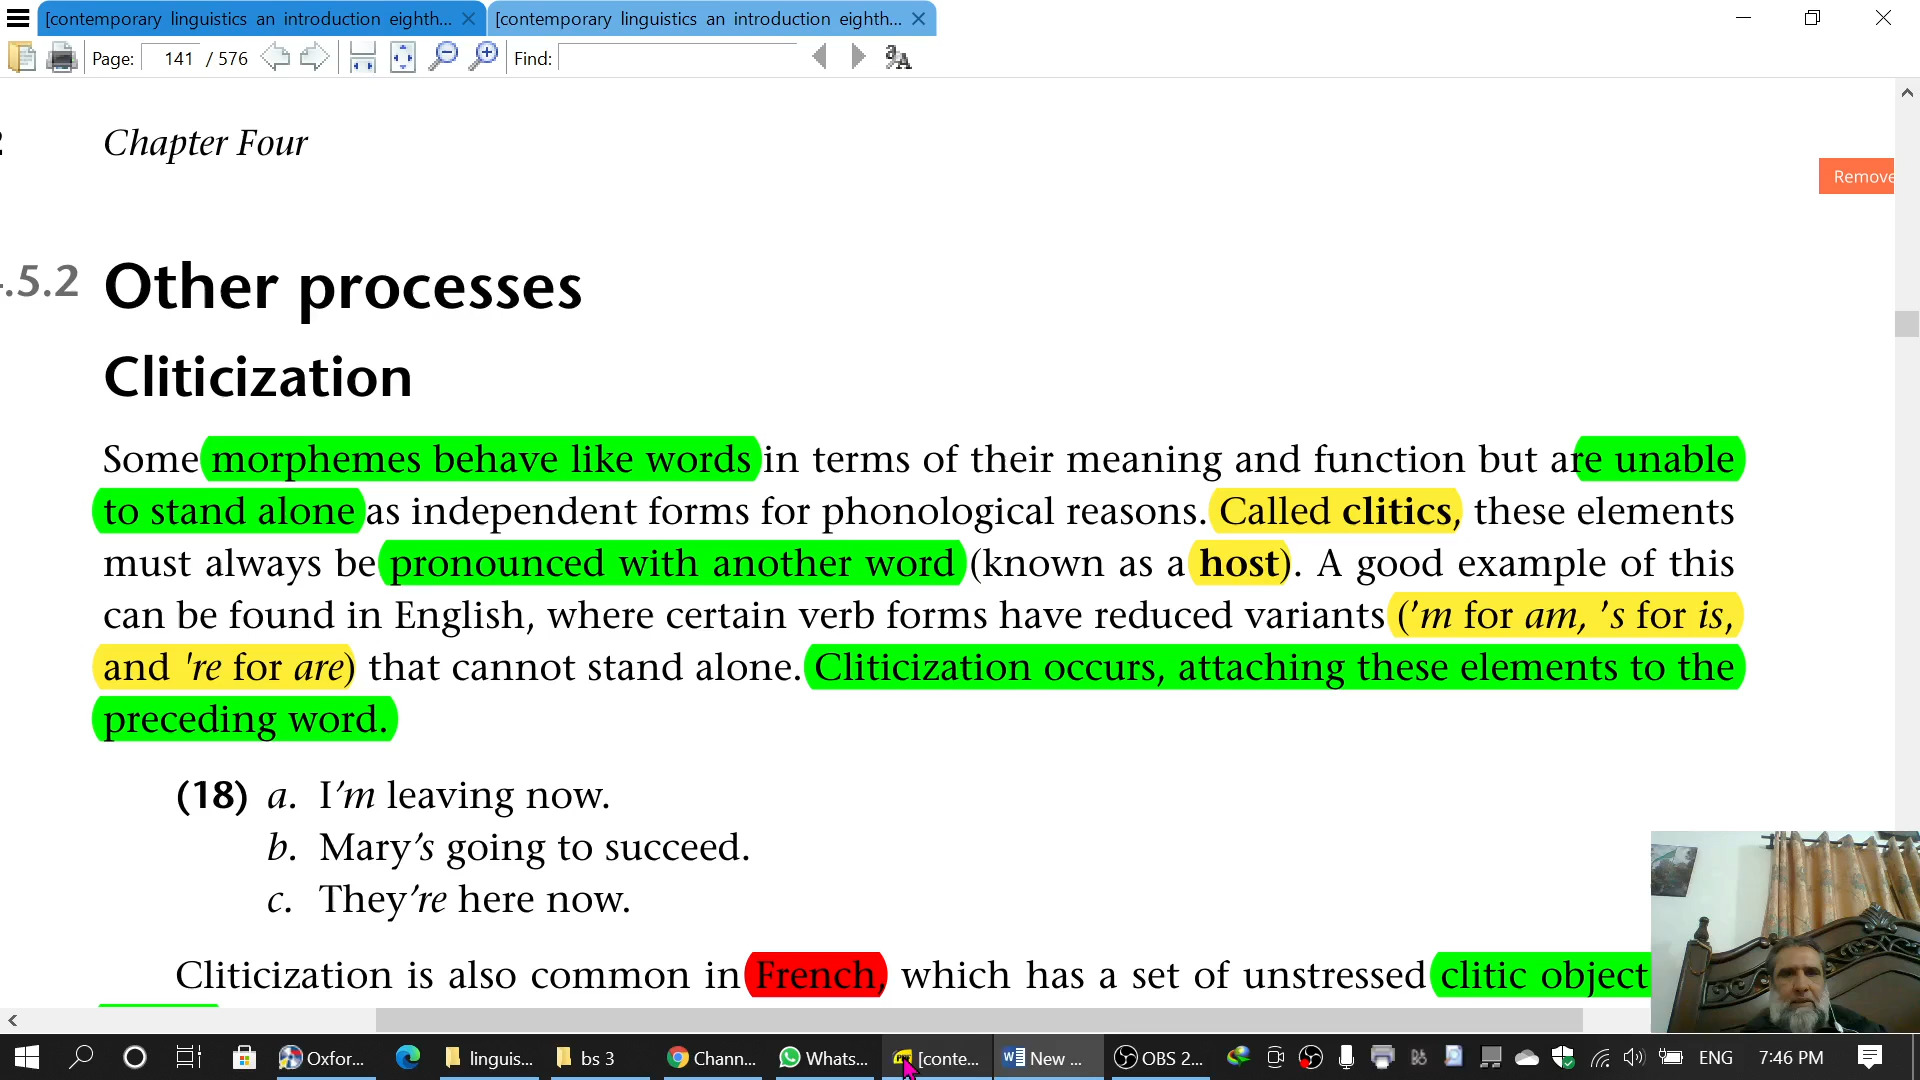 [contemporary linguistics an introduction eighth... [contemporary linguistics an introduction eighth...
Page: 141 / 576 Find:
Chapter Four
Remove
.5.2 Other processes
Cliticization
Some morphemes behave like words in terms of their meaning and function but are unable
to stand alone as independent forms for phonological reasons. Called clitics, these elements
must always be pronounced with another word (known as a host). A good example of this
can be found in English, where certain verb forms have reduced variants ('m for am, 's for is,
and 're for are) that cannot stand alone. Cliticization occurs, attaching these elements to the
preceding word.
(18) a. I'm leaving now.
b. Mary's going to succeed.
c. They're here now.
Cliticization is also common in French, which has a set of unstressed clitic object
Oxfor... linguis... bs 3 Chann... Whats... [conte... New ... OBS 2... ENG 7:46 PM